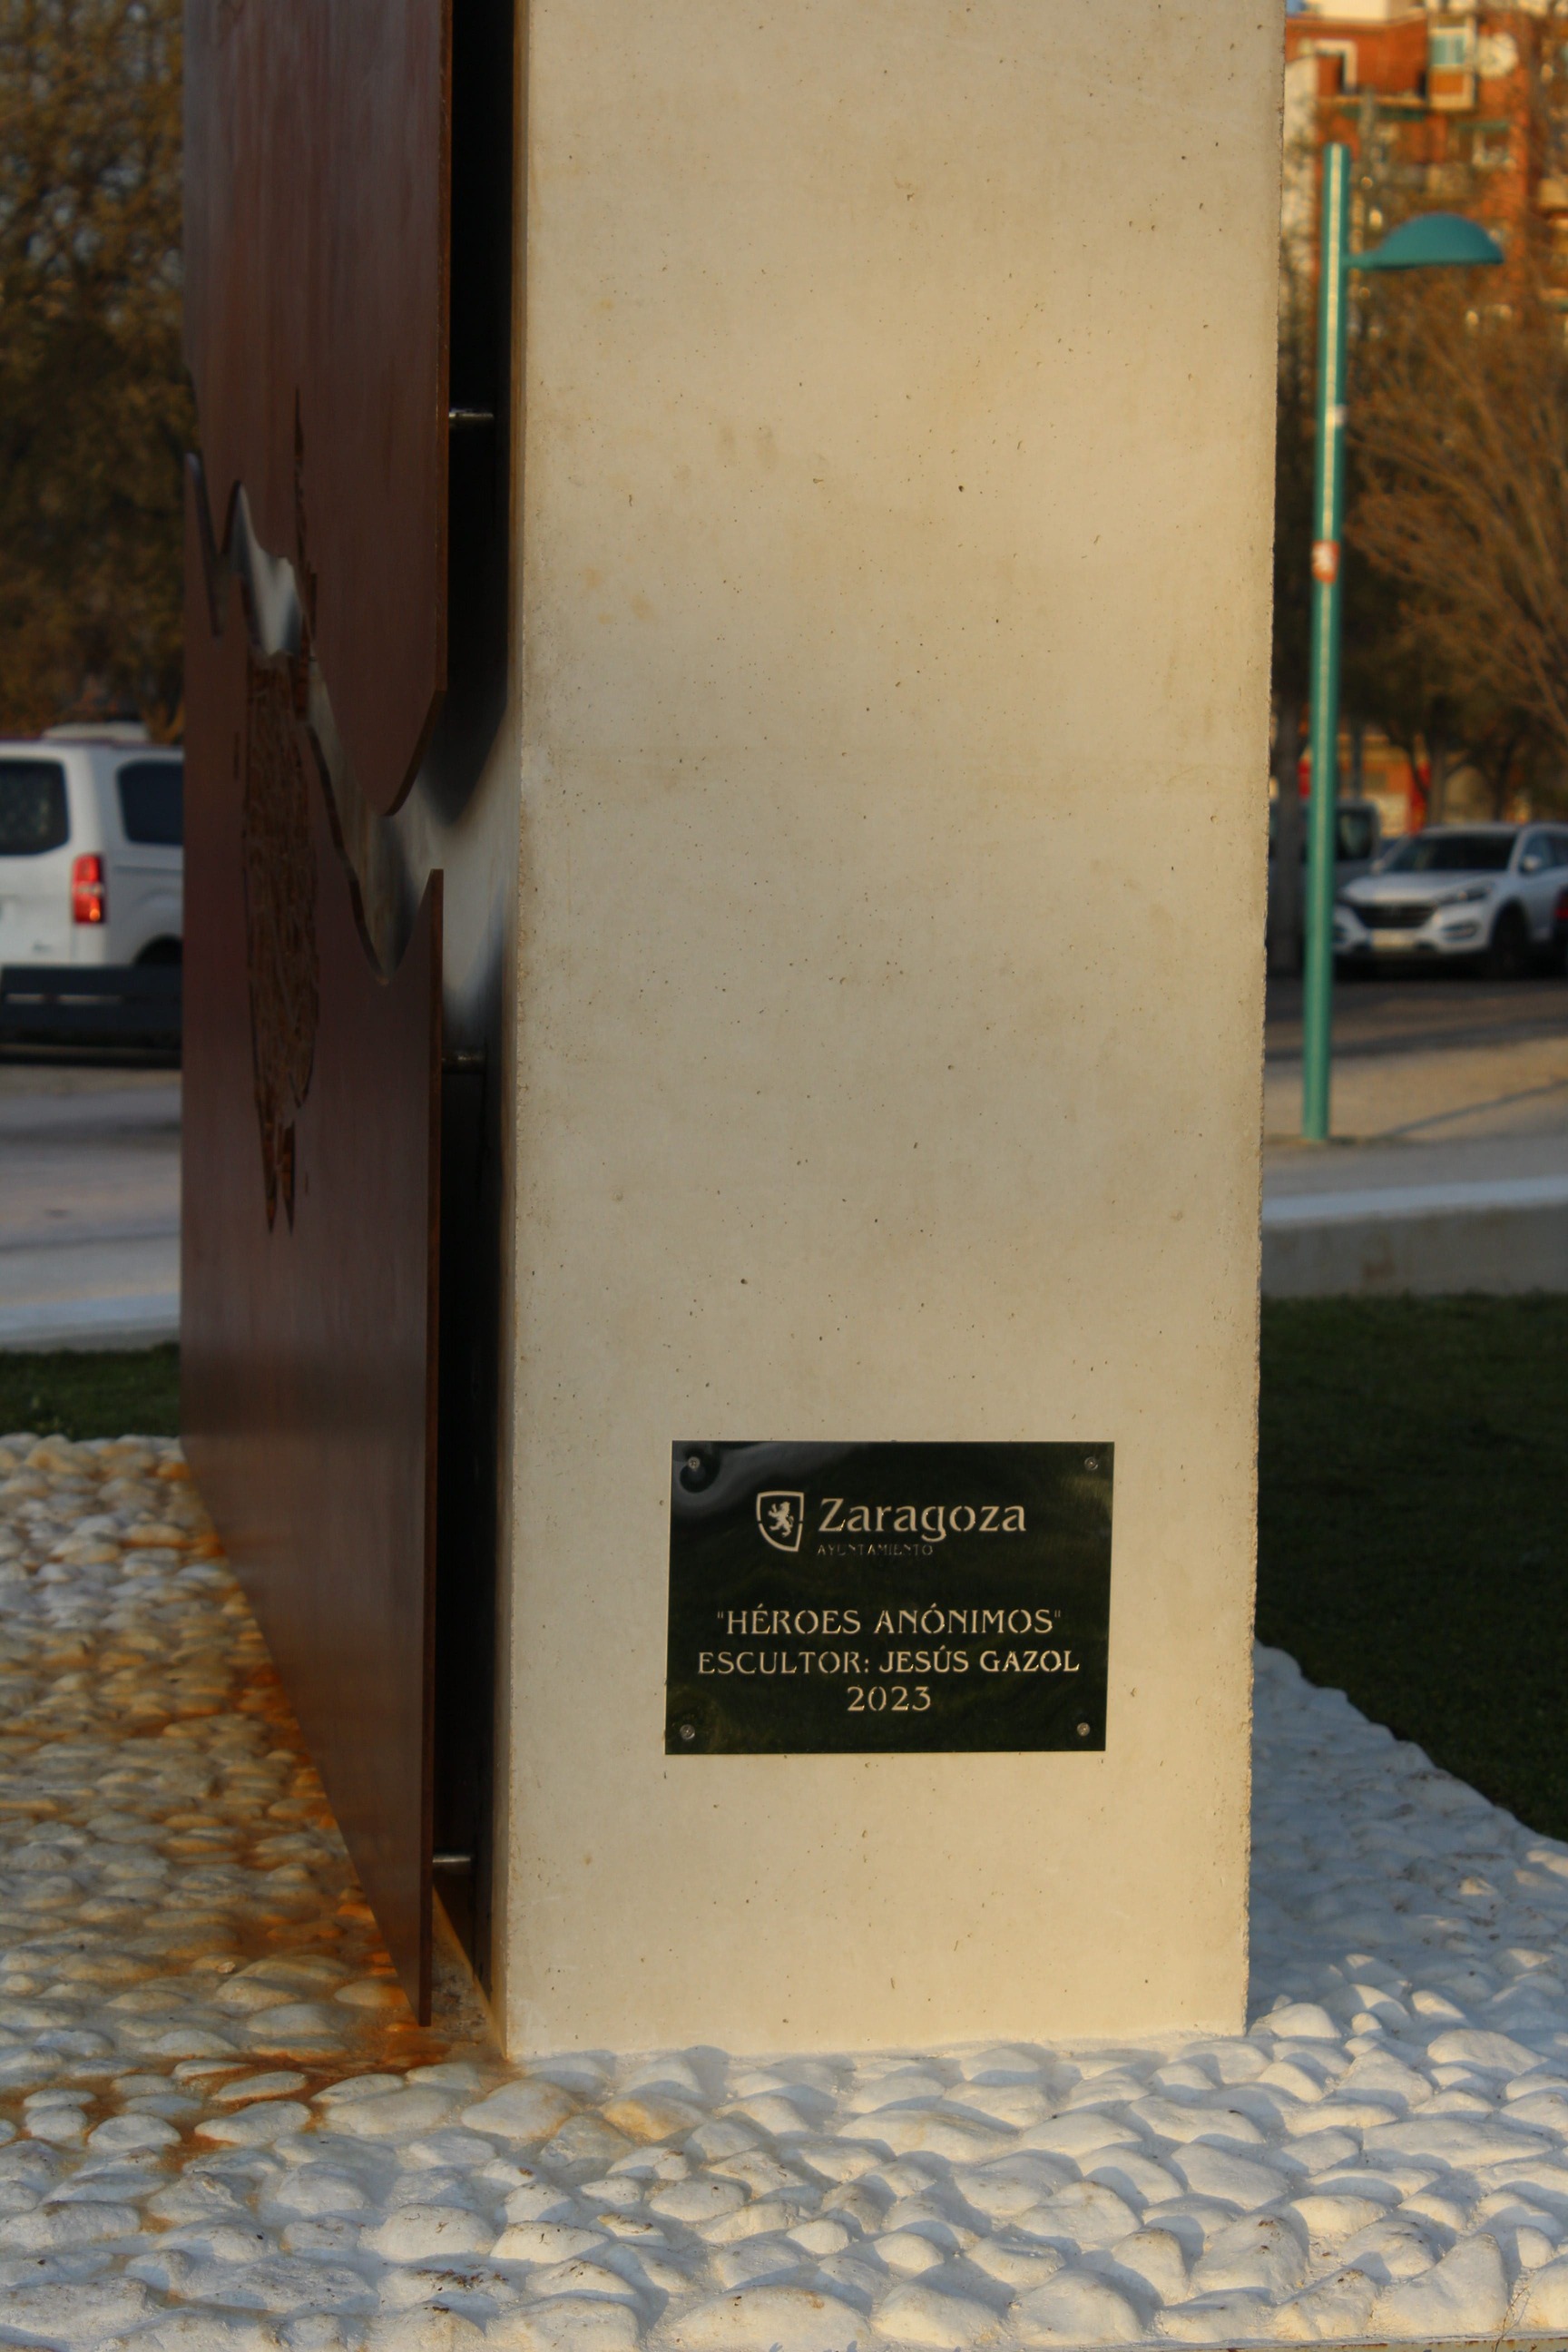 Zaragoza
AYUNTAMIENTO
"HÉROES ANÓNIMOS"
ESCULTOR: JESÚS GAZOL
2023